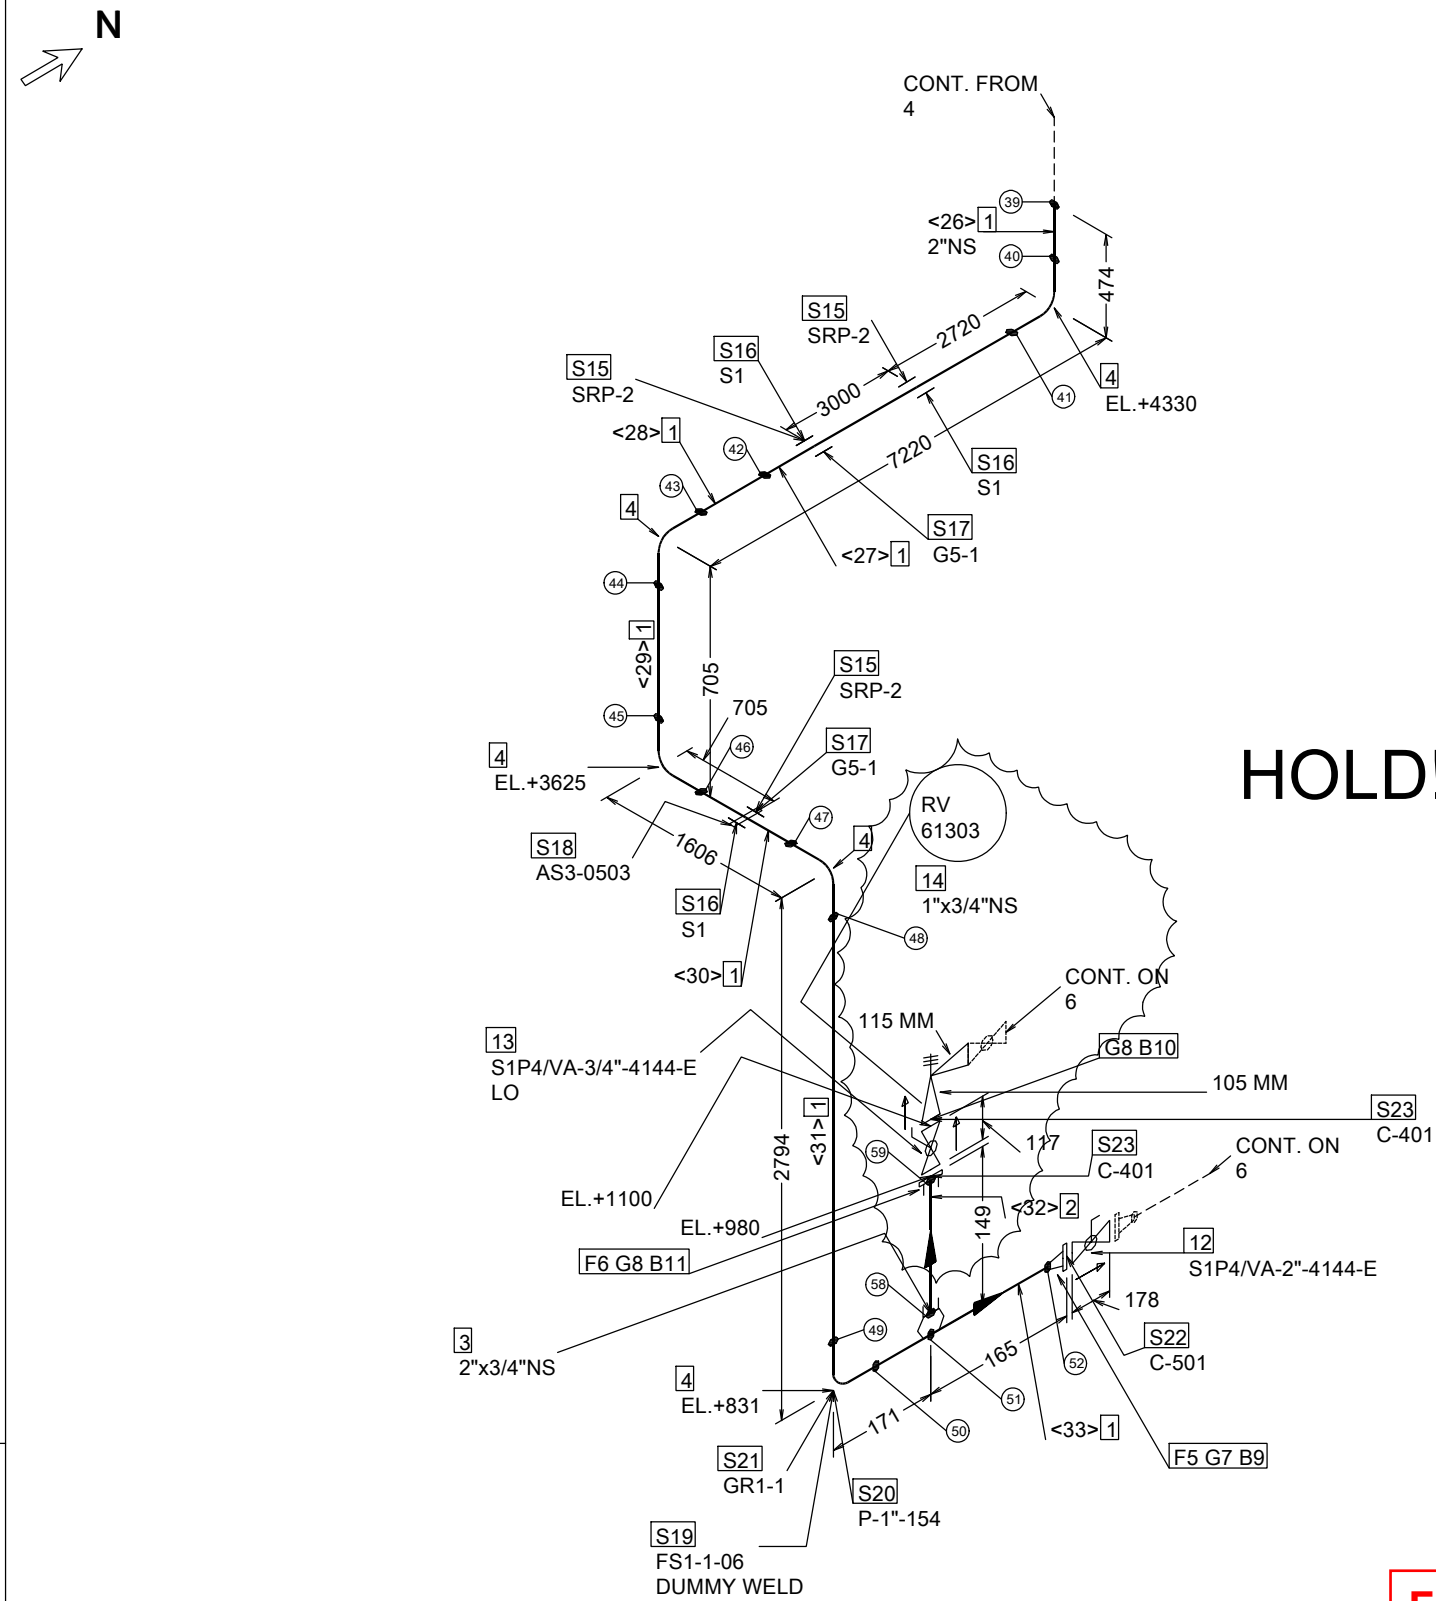 N
CONT. FROM
4
39
<26> 1
2"NS
40
474
S15
SRP-2
2720
S16
S1
S15
SRP-2
3000
4
EL.+4330
41
<28> 1
42
7220
S16
S1
43
4
S17
G5-1
<27> 1
44
<29> 1
705
S15
SRP-2
45
705
46
S17
G5-1
4
EL.+3625
HOLD!
RV
61303
47
4
1606
S18
AS3-0503
14
1"x3/4"NS
S16
S1
48
<30> 1
CONT. ON
6
115 MM
13
S1P4/VA-3/4"-4144-E
LO
G8 B10
105 MM
S23
C-401
<31> 1
117
2794
59
S23
C-401
CONT. ON
6
EL.+1100
<32> 2
149
EL.+980
F6 G8 B11
12
S1P4/VA-2"-4144-E
58
178
49
3
2"x3/4"NS
165
S22
C-501
52
4
EL.+831
51
171
50
<33> 1
F5 G7 B9
S21
GR1-1
S20
P-1"-154
S19
FS1-1-06
DUMMY WELD